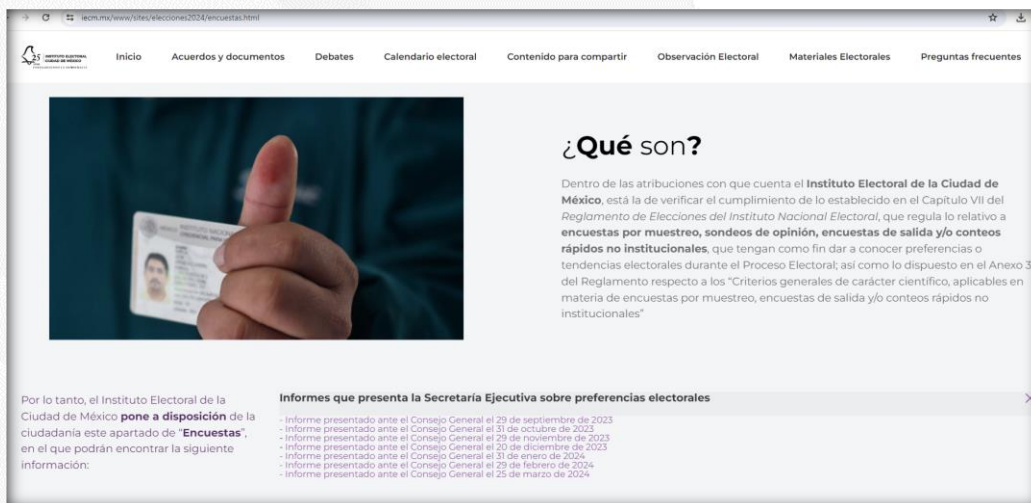 iecm.mx/www/sites/elecciones2024/encuestas.html
25 INSTITUTO ELECTORAL
CIUDAD DE MÉXICO
Inicio Acuerdos y documentos Debates Calendario electoral Contenido para compartir Observación Electoral Materiales Electorales Preguntas frecuentes
¿Qué son?
Dentro de las atribuciones con que cuenta el Instituto Electoral de la Ciudad de
México, está la de verificar el cumplimiento de lo establecido en el Capítulo VII del
Reglamento de Elecciones del Instituto Nacional Electoral, que regula lo relativo a
encuestas por muestreo, sondeos de opinión, encuestas de salida y/o conteos
rápidos no institucionales, que tengan como fin dar a conocer preferencias o
tendencias electorales durante el Proceso Electoral; así como lo dispuesto en el Anexo 3
del Reglamento respecto a los “Criterios generales de carácter científico, aplicables en
materia de encuestas por muestreo, encuestas de salida y/o conteos rápidos no
institucionales”
Por lo tanto, el Instituto Electoral de la
Ciudad de México pone a disposición de la
ciudadanía este apartado de “Encuestas”,
en el que podrán encontrar la siguiente
información:
Informes que presenta la Secretaría Ejecutiva sobre preferencias electorales
- Informe presentado ante el Consejo General el 29 de septiembre de 2023
- Informe presentado ante el Consejo General el 31 de octubre de 2023
- Informe presentado ante el Consejo General el 29 de noviembre de 2023
- Informe presentado ante el Consejo General el 20 de diciembre de 2023
- Informe presentado ante el Consejo General el 31 de enero de 2024
- Informe presentado ante el Consejo General el 29 de febrero de 2024
- Informe presentado ante el Consejo General el 25 de marzo de 2024